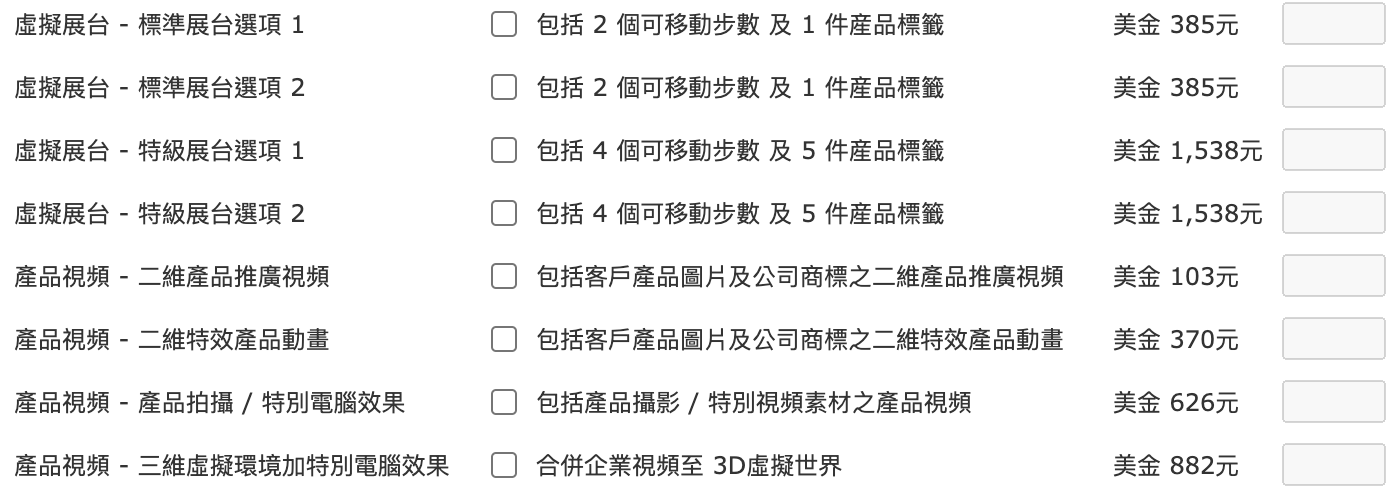 虛擬展台 - 標準展台選項 1 包括 2 個可移動步數 及 1 件産品標籤 美金 385元
虛擬展台 - 標準展台選項 2 包括 2 個可移動步數 及 1 件産品標籤 美金 385元
虛擬展台 - 特級展台選項 1 包括 4 個可移動步數 及 5 件産品標籤 美金 1,538元
虛擬展台 - 特級展台選項 2 包括 4 個可移動步數 及 5 件産品標籤 美金 1,538元
產品視頻 - 二維產品推廣視頻 包括客戶產品圖片及公司商標之二維產品推廣視頻 美金 103元
產品視頻 - 二維特效產品動畫 包括客戶產品圖片及公司商標之二維特效產品動畫 美金 370元
產品視頻 - 產品拍攝 / 特別電腦效果 包括產品攝影 / 特別視頻素材之產品視頻 美金 626元
產品視頻 - 三維虛擬環境加特別電腦效果 合併企業視頻至 3D虛擬世界 美金 882元